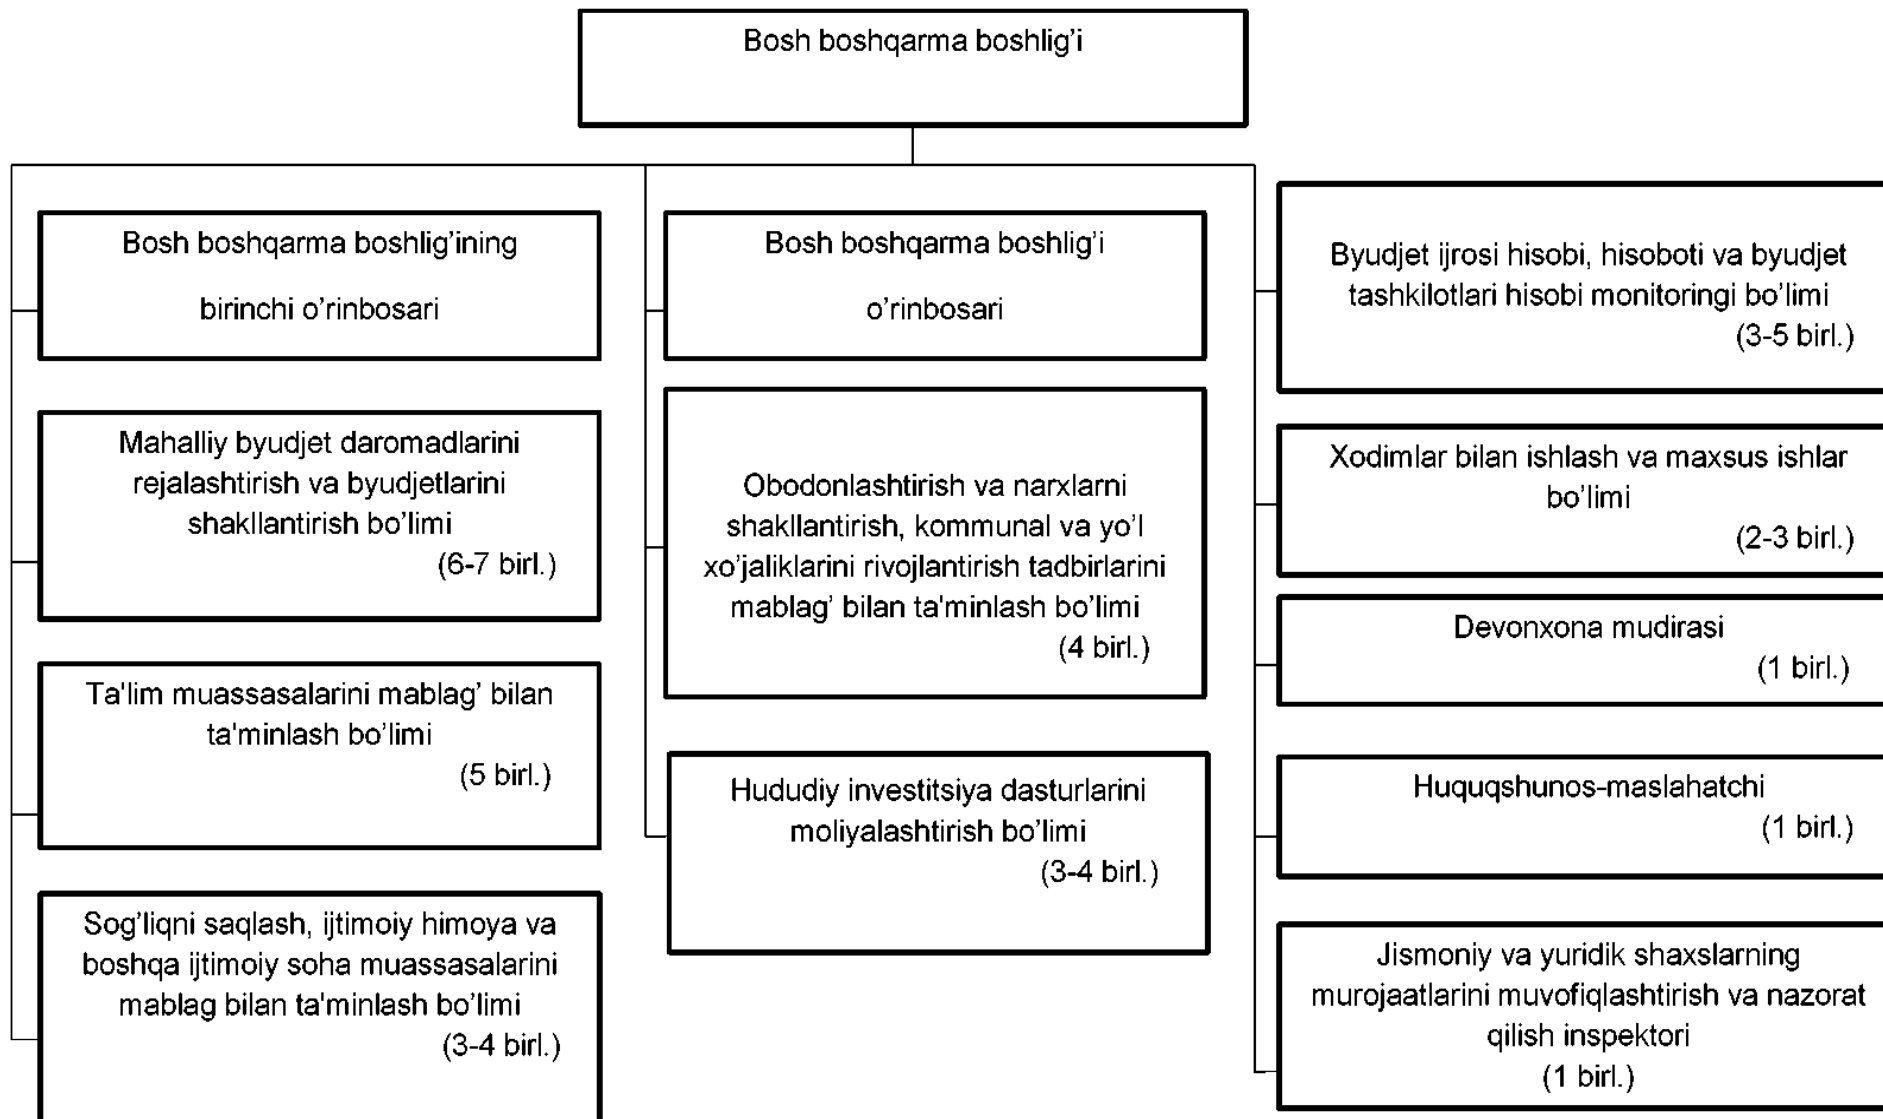 Bosh boshqarma boshlig’i
Bosh boshqarma boshlig’ining
birinchi o’rinbosari
Mahalliy byudjet daromadlarini
rejalashtirish va byudjetlarini
shakllantirish bo’limi
(6-7 birl.)
Ta'lim muassasalarini mablag’ bilan
ta'minlash bo’limi
(5 birl.)
Sog’liqni saqlash, ijtimoiy himoya va
boshqa ijtimoiy soha muassasalarini
mablag bilan ta'minlash bo’limi
(3-4 birl.)
Bosh boshqarma boshlig’i
o’rinbosari
Obodonlashtirish va narxlarni
shakllantirish, kommunal va yo’l
xo’jaliklarini rivojlantirish tadbirlarini
mablag’ bilan ta'minlash bo’limi
(4 birl.)
Hududiy investitsiya dasturlarini
moliyalashtirish bo’limi
(3-4 birl.)
Byudjet ijrosi hisobi, hisoboti va byudjet
tashkilotlari hisobi monitoringi bo’limi
(3-5 birl.)
Xodimlar bilan ishlash va maxsus ishlar
bo’limi
(2-3 birl.)
Devonxona mudirasi
(1 birl.)
Huquqshunos-maslahatchi
(1 birl.)
Jismoniy va yuridik shaxslarning
murojaatlarini muvofiqlashtirish va nazorat
qilish inspektori
(1 birl.)